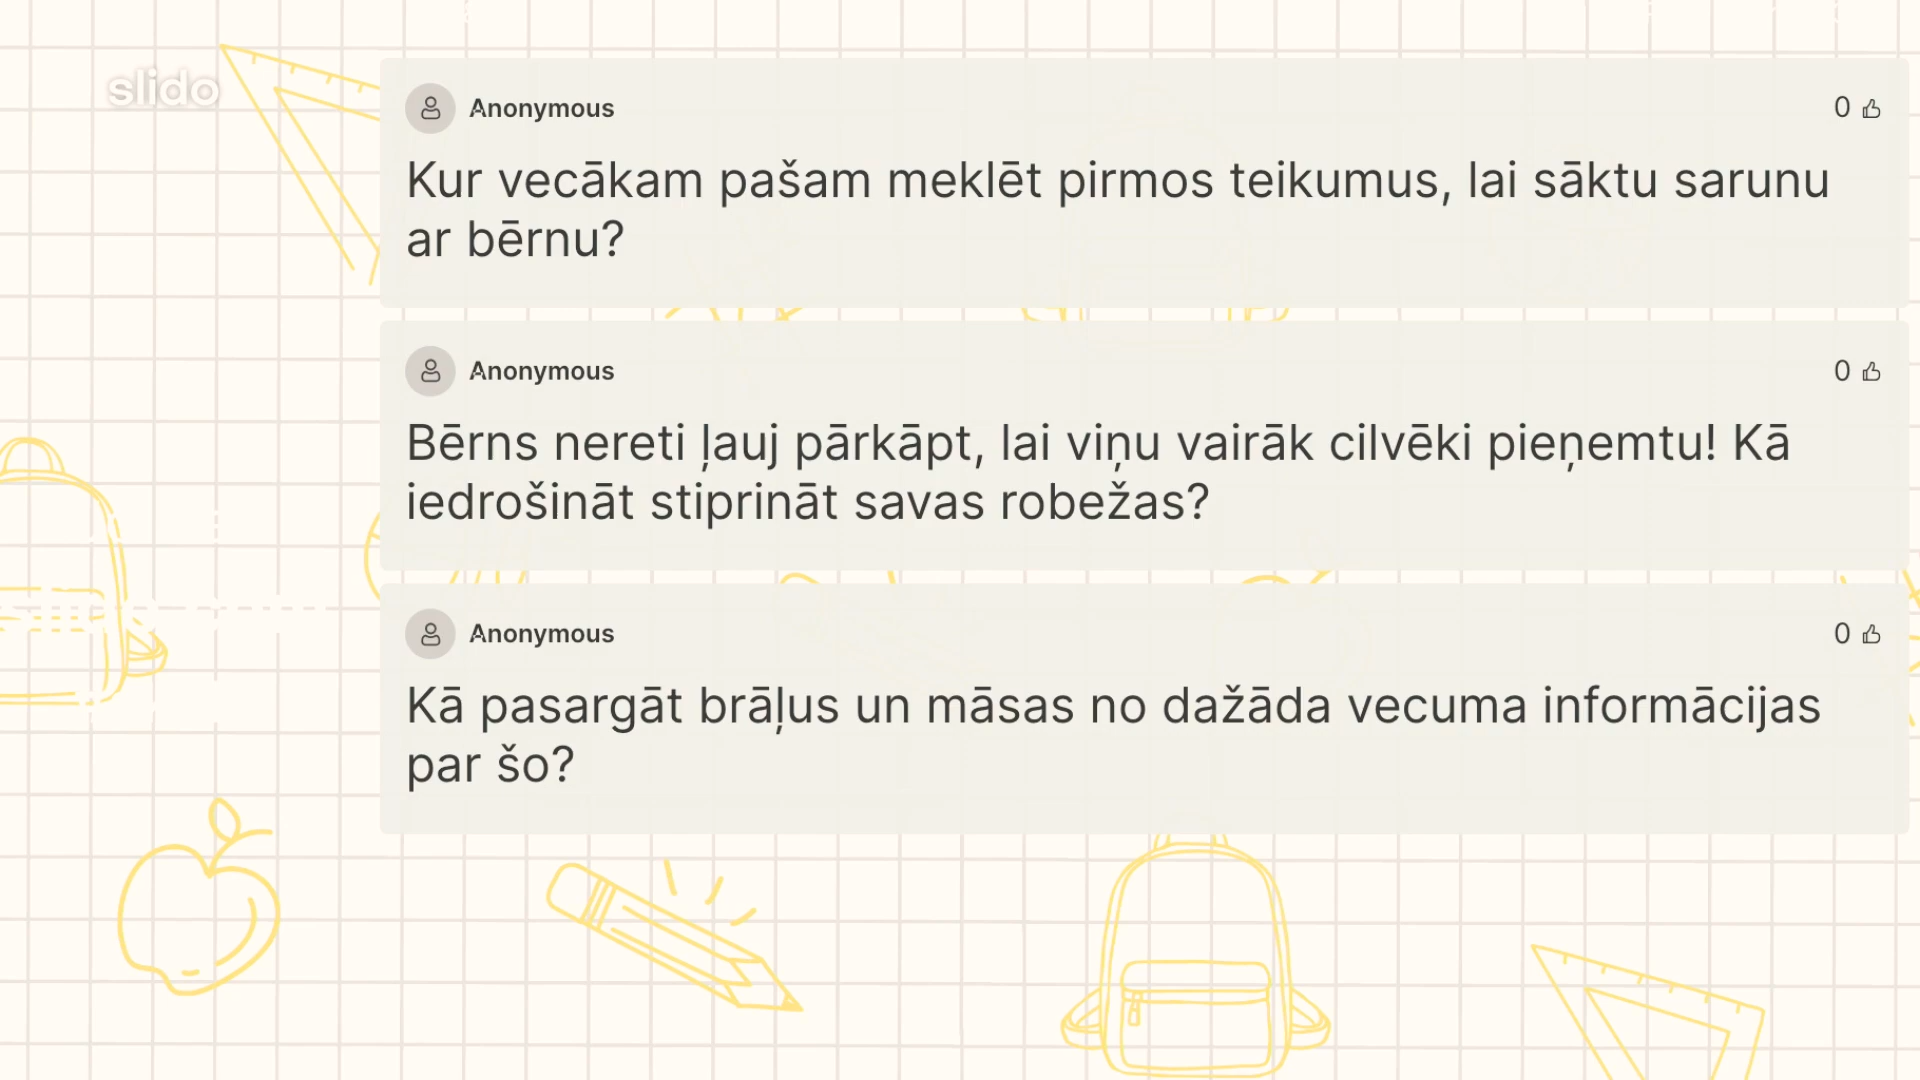 slido
Anonymous
0
Kur vecākam pašam meklēt pirmos teikumus, lai sāktu sarunu
ar bērnu?
Anonymous
0
Bērns nereti ļauj pārkāpt, lai viņu vairāk cilvēki pieņemtu! Kā
iedrošināt stiprināt savas robežas?
Anonymous
0
Kā pasargāt brāļus un māsas no dažāda vecuma informācijas
par šo?